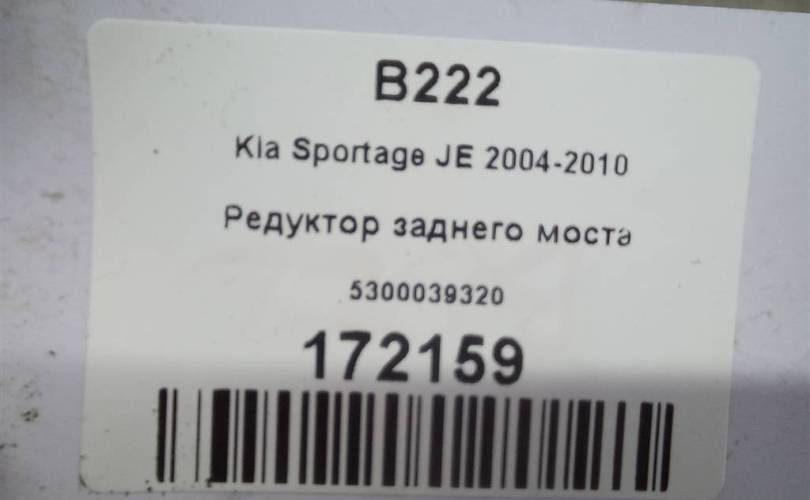 B222
Kia Sportage JE 2004-2010
Редуктор заднего моста
5300039320
172159